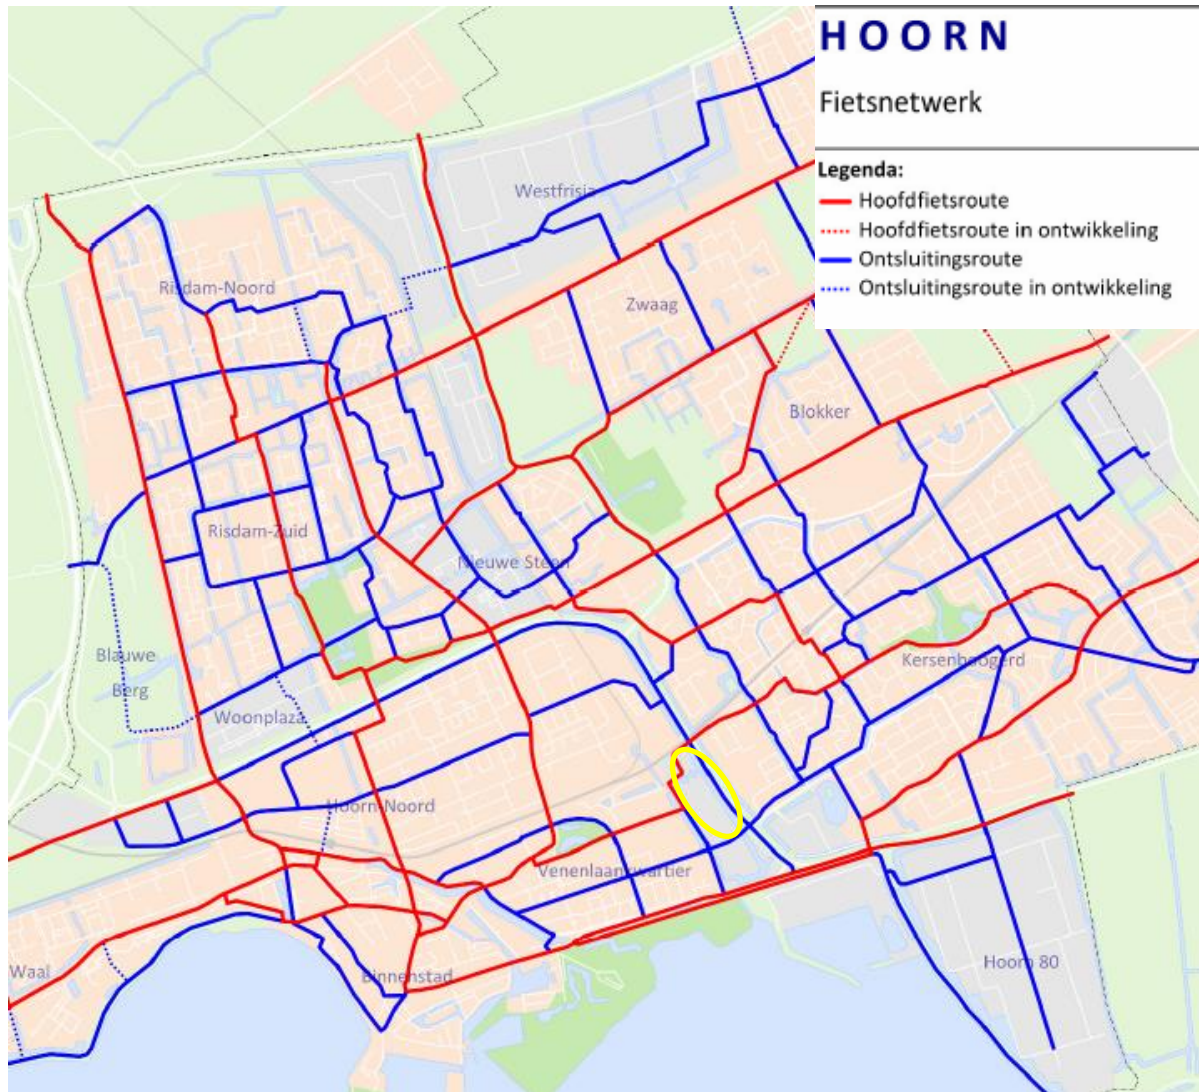 HOORN
Fietsnetwerk
Legenda:
Hoofdfietsroute
Hoofdfietsroute in ontwikkeling
Ontsluitingsroute
Ontsluitingsroute in ontwikkeling
Westfrisia
Risdam-Noord
Zwaag
Blokker
Risdam-Zuid
Nieuwe Steen
Blauwe
Berg
Kersenboogerd
Woonplaza
Hoorn-Noord
Venenlaankwartier
Waal
Binnenstad
Hoorn 80